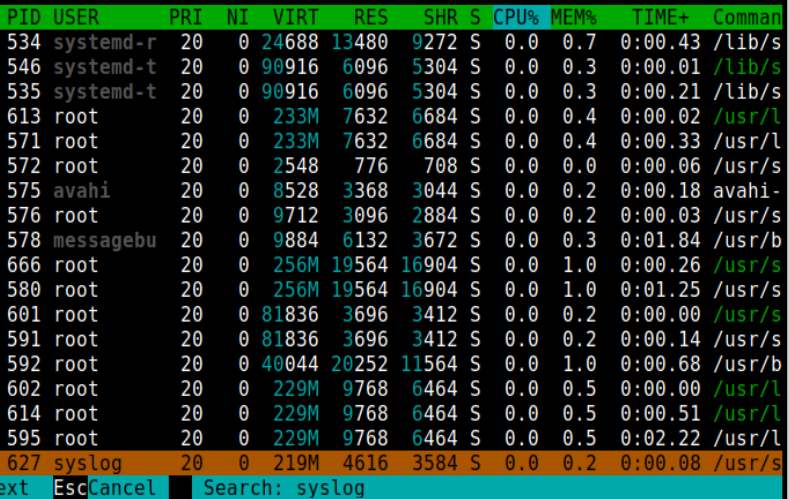 PID USER PRI NI VIRT RES SHR S CPU% MEM% TIME+ Comman
534 systemd-r 20 0 24688 13480 9272 S 0.0 0.7 0:00.43 /lib/s
546 systemd-t 20 0 90916 6096 5304 S 0.0 0.3 0:00.01 /lib/s
535 systemd-t 20 0 90916 6096 5304 S 0.0 0.3 0:00.21 /lib/s
613 root 20 0 233M 7632 6684 S 0.0 0.4 0:00.02 /usr/l
571 root 20 0 233M 7632 6684 S 0.0 0.4 0:00.33 /usr/l
572 root 20 0 2548 776 708 S 0.0 0.0 0:00.06 /usr/s
575 avahi 20 0 8528 3368 3044 S 0.0 0.2 0:00.18 avahi-
576 root 20 0 9712 3096 2884 S 0.0 0.2 0:00.03 /usr/s
578 messagebu 20 0 9884 6132 3672 S 0.0 0.3 0:01.84 /usr/b
666 root 20 0 256M 19564 16904 S 0.0 1.0 0:00.26 /usr/s
580 root 20 0 256M 19564 16904 S 0.0 1.0 0:01.25 /usr/s
601 root 20 0 81836 3696 3412 S 0.0 0.2 0:00.00 /usr/s
591 root 20 0 81836 3696 3412 S 0.0 0.2 0:00.14 /usr/s
592 root 20 0 40044 20252 11564 S 0.0 1.0 0:00.68 /usr/b
602 root 20 0 229M 9768 6464 S 0.0 0.5 0:00.00 /usr/l
614 root 20 0 229M 9768 6464 S 0.0 0.5 0:00.51 /usr/l
595 root 20 0 229M 9768 6464 S 0.0 0.5 0:02.22 /usr/l
627 syslog 20 0 219M 4616 3584 S 0.0 0.2 0:00.08 /usr/s
ext EscCancel Search: syslog